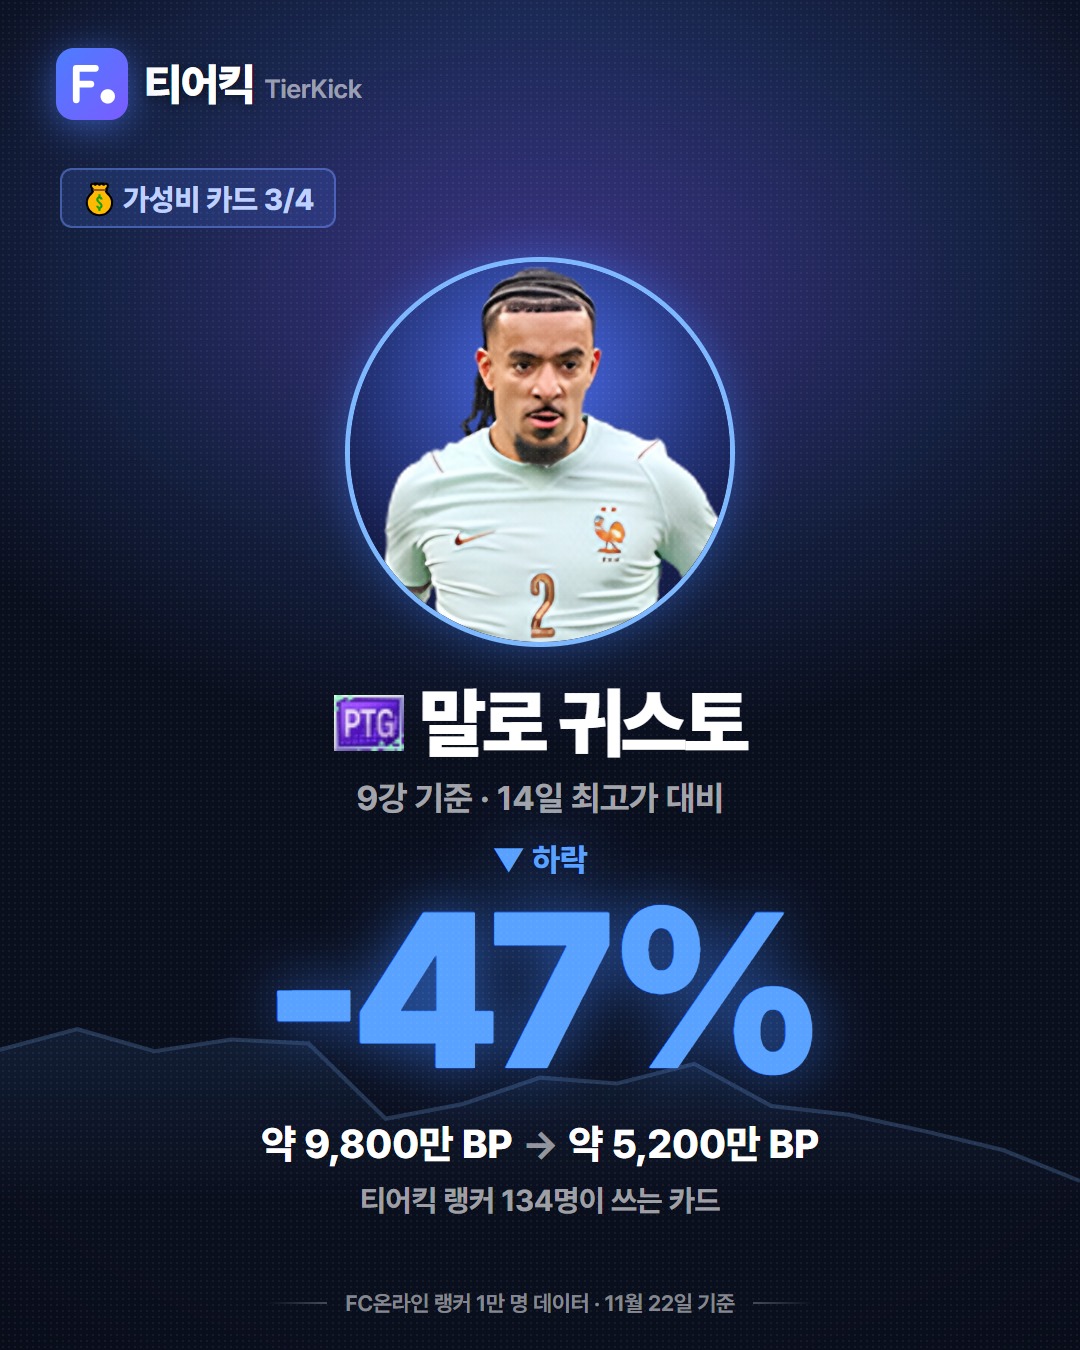 F.
티어킥 TierKick
가성비 카드 3/4
2
PTG 말로 귀스토
9강 기준 · 14일 최고가 대비
▼ 하락
-47%
약 9,800만 BP → 약 5,200만 BP
티어킥 랭커 134명이 쓰는 카드
FC온라인 랭커 1만 명 데이터 · 11월 22일 기준